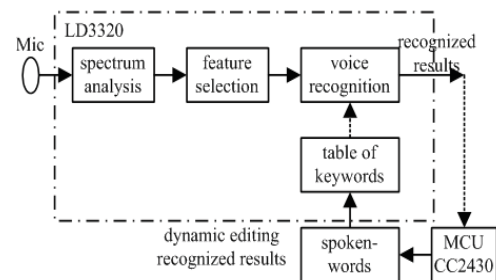 LD3320
Mic
spectrum
analysis
feature
selection
voice
recognition
recognized
results
table of
keywords
dynamic editing
recognized results
spoken-
words
MCU
CC2430